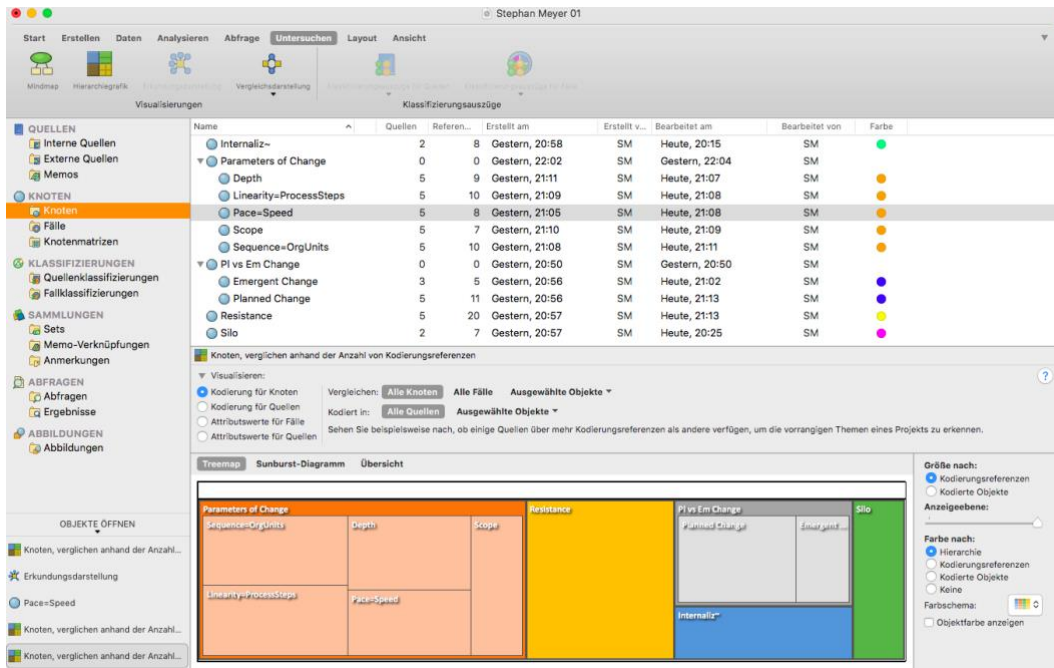 Stephan Meyer 01
Start Erstellen Daten Analysieren Abfrage Untersuchen Layout Ansicht
Mindmap Hierarchiegrafik Vergleichsdarstellung
Visualisierungen Klassifizierungsauszüge
QUELLEN
Interne Quellen
Externe Quellen
Memos
KNOTEN
Knoten
Fälle
Knotenmatrizen
KLASSIFIZIERUNGEN
Quellenklassifizierungen
Fallklassifizierungen
SAMMLUNGEN
Sets
Memo-Verknüpfungen
Anmerkungen
ABFRAGEN
Abfragen
Ergebnisse
ABBILDUNGEN
Abbildungen
OBJEKTE ÖFFNEN
Knoten, verglichen anhand der Anzahl...
Erkundungsdarstellung
Pace=Speed
Knoten, verglichen anhand der Anzahl...
Knoten, verglichen anhand der Anzahl...
Name Quellen Referen... Erstellt am Erstellt v... Bearbeitet am Bearbeitet von Farbe
Internaliz~ 2 8 Gestern, 20:58 SM Heute, 20:15 SM
Parameters of Change 0 0 Gestern, 22:02 SM Gestern, 22:04 SM
Depth 5 9 Gestern, 21:11 SM Heute, 21:07 SM
Linearity=ProcessSteps 5 10 Gestern, 21:09 SM Heute, 21:08 SM
Pace=Speed 5 8 Gestern, 21:05 SM Heute, 21:08 SM
Scope 5 7 Gestern, 21:10 SM Heute, 21:09 SM
Sequence=OrgUnits 5 10 Gestern, 21:08 SM Heute, 21:11 SM
Pl vs Em Change 0 0 Gestern, 20:50 SM Gestern, 20:50 SM
Emergent Change 3 5 Gestern, 20:56 SM Heute, 21:02 SM
Planned Change 5 11 Gestern, 20:56 SM Heute, 21:13 SM
Resistance 5 20 Gestern, 20:57 SM Heute, 21:13 SM
Silo 2 7 Gestern, 20:57 SM Heute, 20:25 SM
Knoten, verglichen anhand der Anzahl von Kodierungsreferenzen
Visualisieren: ?
Kodierung für Knoten Vergleichen: Alle Knoten Alle Fälle Ausgewählte Objekte
Kodierung für Quellen Kodiert in: Alle Quellen Ausgewählte Objekte
Attributswerte für Fälle
Attributswerte für Quellen
Sehen Sie beispielsweise nach, ob einige Quellen über mehr Kodierungsreferenzen als andere verfügen, um die vorrangigen Themen eines Projekts zu erkennen.
Treemap Sunburst-Diagramm Übersicht
Parameters of Change Resistance Pl vs Em Change Silo
Sequence=OrgUnits Depth Scope Planned Change Emergent ...
Linearity=ProcessSteps Pace=Speed
Internaliz~
Größe nach:
Kodierungsreferenzen
Kodierte Objekte
Anzeigeebene:
Farbe nach:
Hierarchie
Kodierungsreferenzen
Kodierte Objekte
Keine
Farbschema:
Objektfarbe anzeigen